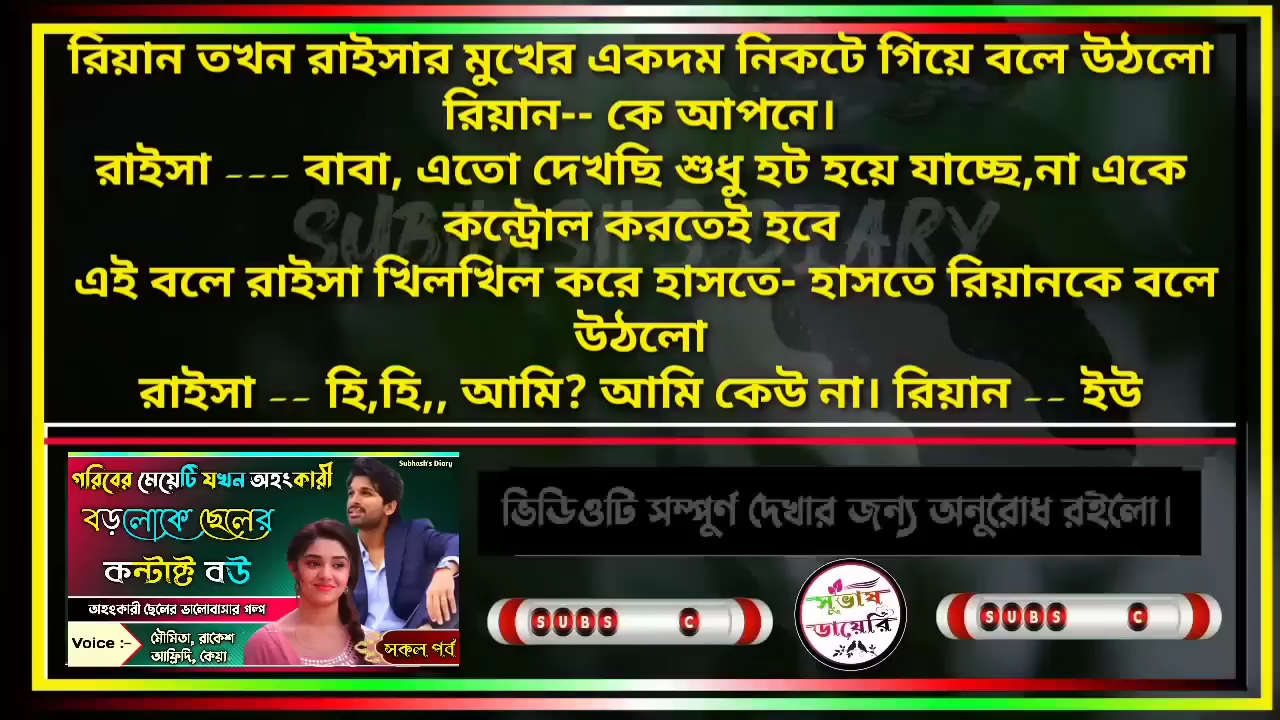 রিয়ান তখন রাইসার মুখের একদম নিকটে গিয়ে বলে উঠলো
রিয়ান-- কে আপনে।
রাইসা --- বাবা, এতো দেখছি শুধু হট হয়ে যাচ্ছে,না একে
কন্ট্রোল করতেই হবে
এই বলে রাইসা খিলখিল করে হাসতে- হাসতে রিয়ানকে বলে
উঠলো
রাইসা -- হি,হি,, আমি? আমি কেউ না। রিয়ান -- ইউ
SUBHASH'S DIARY
Subhash's Diary
গরিবের মেয়েটি যখন অহংকারী
বড়লোকে ছেলের
কন্টাক্ট বউ
অহংকারী ছেলের ভালোবাসার গল্প
Voice :- মৌমিতা, রাকেশ
আফ্রিদি, কেয়া
সকল পর্ব
ভিডিওটি সম্পুর্ণ দেখার জন্য অনুরোধ রইলো।
SUBS C
সুভাষ
ডায়েরি
SUBS C